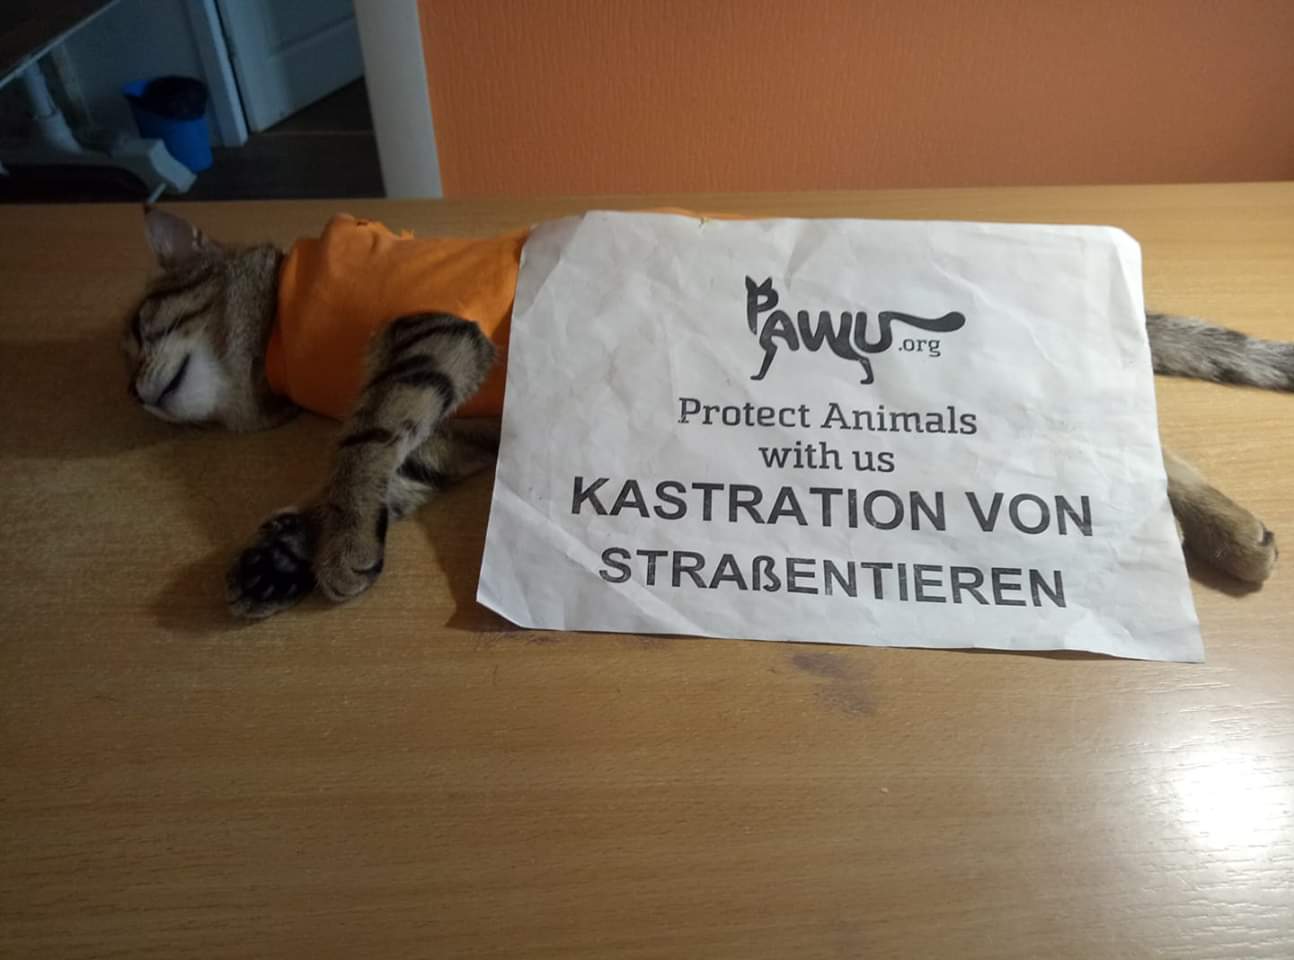 PAWU.org
Protect Animals
with us
KASTRATION VON
STRAßENTIEREN